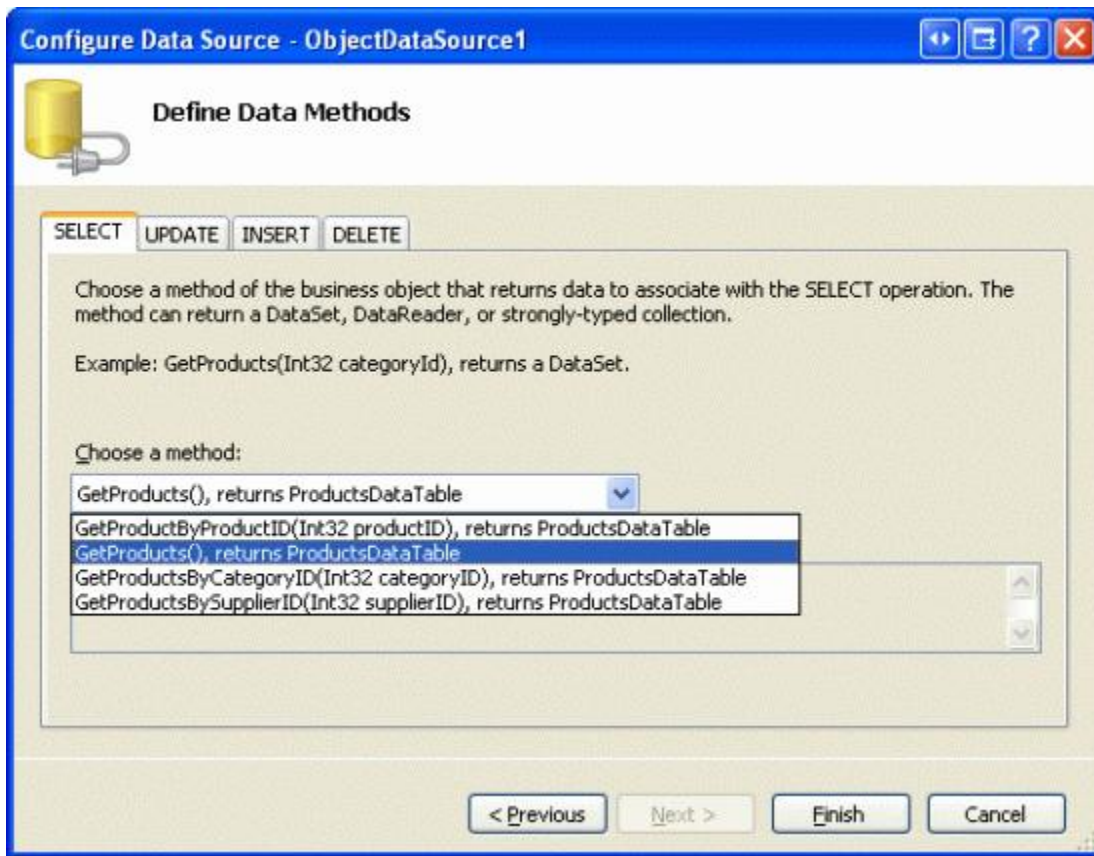 Configure Data Source - ObjectDataSource1
Define Data Methods
SELECT UPDATE INSERT DELETE
Choose a method of the business object that returns data to associate with the SELECT operation. The
method can return a DataSet, DataReader, or strongly-typed collection.
Example: GetProducts(Int32 categoryId), returns a DataSet.
Choose a method:
GetProducts(), returns ProductsDataTable
GetProductByProductID(Int32 productID), returns ProductsDataTable
GetProducts(), returns ProductsDataTable
GetProductsByCategoryID(Int32 categoryID), returns ProductsDataTable
GetProductsBySupplierID(Int32 supplierID), returns ProductsDataTable
< Previous Next > Finish Cancel